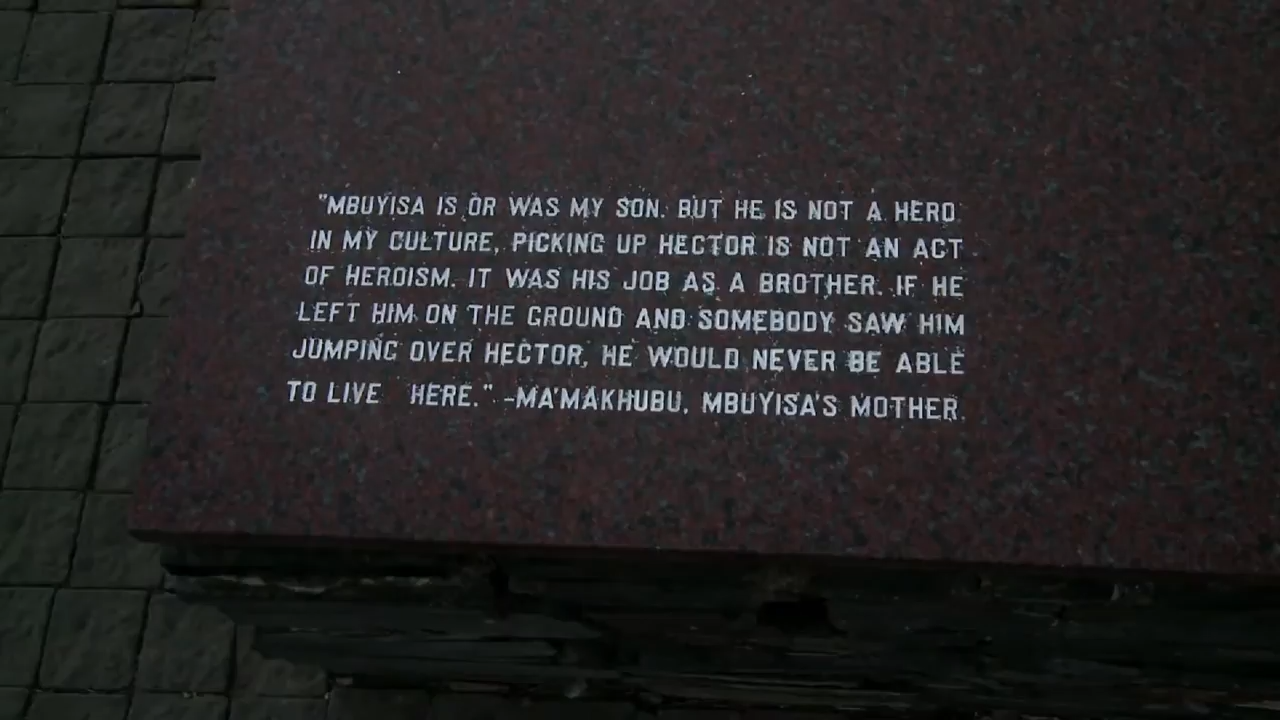 "MBUYISA IS OR WAS MY SON. BUT HE IS NOT A HERO.
IN MY CULTURE, PICKING UP HECTOR IS NOT AN ACT
OF HEROISM. IT WAS HIS JOB AS A BROTHER. IF HE
LEFT HIM ON THE GROUND AND SOMEBODY SAW HIM
JUMPING OVER HECTOR, HE WOULD NEVER BE ABLE
TO LIVE HERE." -MA'MAKHUBU, MBUYISA'S MOTHER.